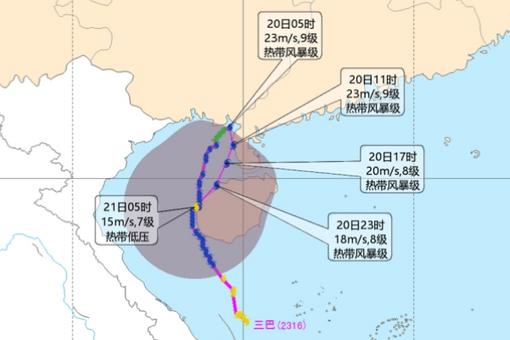 20日05时
23m/s,9级
热带风暴级
20日11时
23m/s,9级
热带风暴级
20日17时
20m/s,8级
热带风暴级
21日05时
15m/s,7级
热带低压
20日23时
18m/s,8级
热带风暴级
三巴(2316)